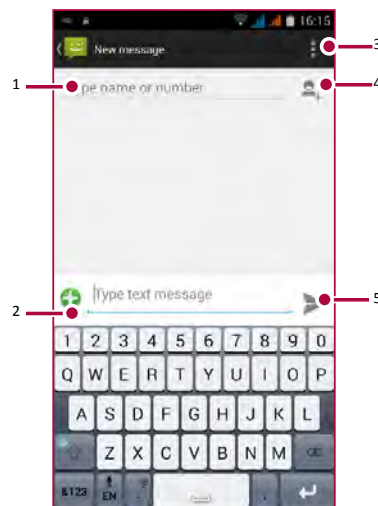 16:15
New message
3
1
pe name or number
4
Type text message
5
2
1 2 3 4 5 6 7 8 9 0
Q W E R T Y U I O P
A S D F G H J K L
Z X C V B N M
&123 EN . ,